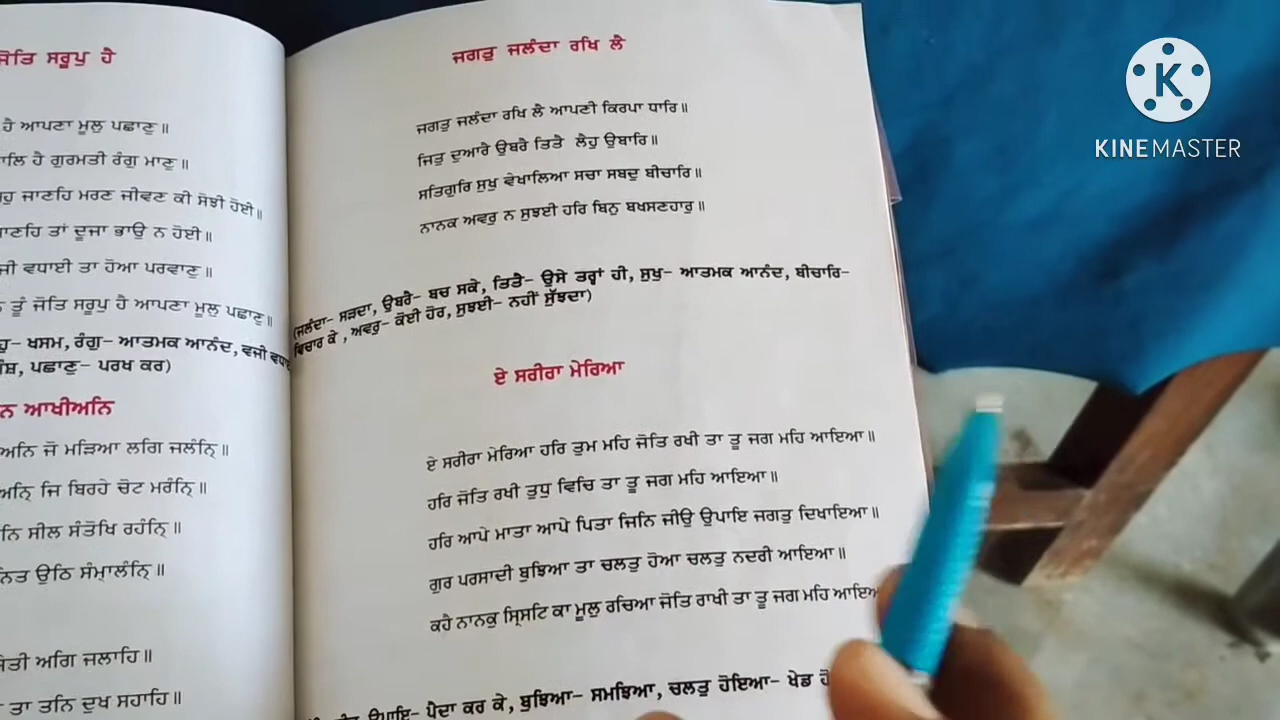 ਜੋਤਿ ਸਰੂਪੁ ਹੈ
ਹੈ ਆਪਣਾ ਮੂਲੁ ਪਛਾਣੁ॥
ਹੈ ਗੁਰਮਤੀ ਰੰਗੁ ਮਾਣੁ॥
ਜਾਣਹਿ ਮਰਣ ਜੀਵਣ ਕੀ ਸੋਝੀ ਹੋਈ॥
ਤਾਂ ਦੂਜਾ ਭਾਉ ਨ ਹੋਈ॥
ਵਧਾਈ ਤਾ ਹੋਆ ਪਰਵਾਣੁ॥
ਤੂੰ ਜੋਤਿ ਸਰੂਪੁ ਹੈ ਆਪਣਾ ਮੂਲੁ ਪਛਾਣੁ॥
ਖਸਮ, ਰੰਗੁ- ਆਤਮਕ ਆਨੰਦ, ਵਜੀ
ਪਛਾਣੁ- ਪਰਖ ਕਰ)
ਆਖੀਅਨਿ
ਜੋ ਮੜਿਆ ਲਗਿ ਜਲੰਨ੍ਹਿ॥
ਜਿ ਬਿਰਹੇ ਚੋਟ ਮਰੰਨ੍ਹਿ॥
ਸੀਲ ਸੰਤੋਖਿ ਰਹੰਨ੍ਹਿ॥
ਨਿਤ ਉਠਿ ਸੰਮ੍ਹਾਲੰਨ੍ਹਿ॥
ਅਗਿ ਜਲਾਹਿ॥
ਤਾ ਤਨਿ ਦੁਖ ਸਹਾਹਿ॥
ਜਗਤੁ ਜਲੰਦਾ ਰਖਿ ਲੈ
ਜਗਤੁ ਜਲੰਦਾ ਰਖਿ ਲੈ ਆਪਣੀ ਕਿਰਪਾ ਧਾਰਿ॥
ਜਿਤੁ ਦੁਆਰੈ ਉਬਰੈ ਤਿਤੈ ਲੈਹੁ ਉਬਾਰਿ॥
ਸਤਿਗੁਰਿ ਸੁਖੁ ਵੇਖਾਲਿਆ ਸਚਾ ਸਬਦੁ ਬੀਚਾਰਿ॥
ਨਾਨਕ ਅਵਰੁ ਨ ਸੁਝਈ ਹਰਿ ਬਿਨੁ ਬਖਸਣਹਾਰੁ॥
(ਜਲੰਦਾ- ਸੜਦਾ, ਉਬਰੈ- ਬਚ ਸਕੇ, ਤਿਤੈ- ਉਸੇ ਤਰ੍ਹਾਂ ਹੀ, ਸੁਖੁ- ਆਤਮਕ ਆਨੰਦ, ਬੀਚਾਰਿ-
ਵਿਚਾਰ ਕੇ, ਅਵਰੁ- ਕੋਈ ਹੋਰ, ਸੁਝਈ- ਨਹੀਂ ਸੁੱਝਦਾ)
ਏ ਸਰੀਰਾ ਮੇਰਿਆ
ਏ ਸਰੀਰਾ ਮੇਰਿਆ ਹਰਿ ਤੁਮ ਮਹਿ ਜੋਤਿ ਰਖੀ ਤਾ ਤੂ ਜਗ ਮਹਿ ਆਇਆ॥
ਹਰਿ ਜੋਤਿ ਰਖੀ ਤੁਧੁ ਵਿਚਿ ਤਾ ਤੂ ਜਗ ਮਹਿ ਆਇਆ॥
ਹਰਿ ਆਪੇ ਮਾਤਾ ਆਪੇ ਪਿਤਾ ਜਿਨਿ ਜੀਉ ਉਪਾਇ ਜਗਤੁ ਦਿਖਾਇਆ॥
ਗੁਰ ਪਰਸਾਦੀ ਬੁਝਿਆ ਤਾ ਚਲਤੁ ਹੋਆ ਚਲਤੁ ਨਦਰੀ ਆਇਆ॥
ਕਹੈ ਨਾਨਕੁ ਸ੍ਰਿਸਟਿ ਕਾ ਮੂਲੁ ਰਚਿਆ ਜੋਤਿ ਰਾਖੀ ਤਾ ਤੂ ਜਗ ਮਹਿ
ਉਪਾਇ- ਪੈਦਾ ਕਰ ਕੇ, ਬੁਝਿਆ- ਸਮਝਿਆ, ਚਲਤੁ ਹੋਇਆ- ਖੇਡ
KINEMASTER